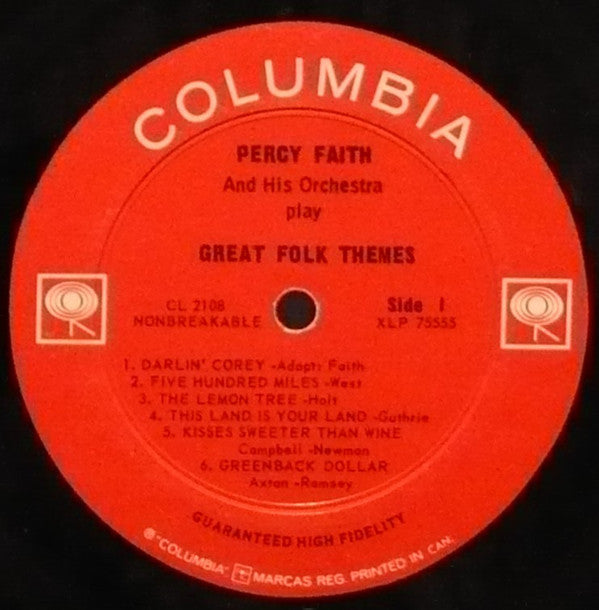 COLUMBIA
PERCY FAITH
And His Orchestra
play
GREAT FOLK THEMES
CL 2108
NONBREAKABLE
Side 1
XLP 75555
1. DARLIN' COREY -Adapt: Faith
2. FIVE HUNDRED MILES -West
3. THE LEMON TREE -Holt
4. THIS LAND IS YOUR LAND -Guthrie
5. KISSES SWEETER THAN WINE
Campbell -Newman
6. GREENBACK DOLLAR
Axton -Ramsey
GUARANTEED HIGH FIDELITY
® "COLUMBIA" MARCAS REG. PRINTED IN CAN.